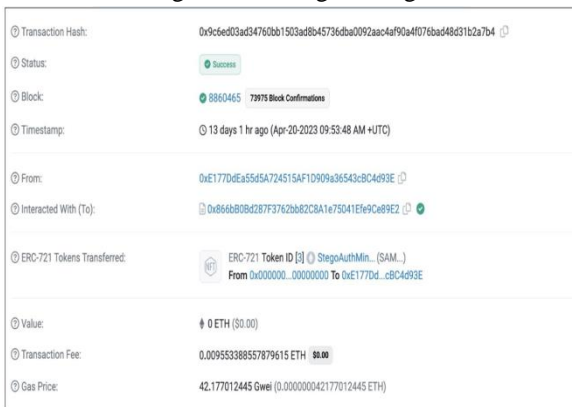 Transaction Hash: 0x9c6ed03ad34760bb1503ad8b45736dba0092aac4af90a4f076bad48d31b2a7b4
Status: Success
Block: 8860465 73975 Block Confirmations
Timestamp: 13 days 1 hr ago (Apr-20-2023 09:53:48 AM +UTC)
From: 0xE177DdEa55d5A724515AF1D909a36543cBC4d93E
Interacted With (To): 0x866bB0Bd287F3762bb82C8A1e75041Efe9Ce89E2
ERC-721 Tokens Transferred: ERC-721 Token ID [3] StegoAuthMin... (SAM...)
From 0x000000...00000000 To 0xE177Dd...cBC4d93E
Value: 0 ETH ($0.00)
Transaction Fee: 0.009553388557879615 ETH $0.00
Gas Price: 42.177012445 Gwei (0.000000042177012445 ETH)